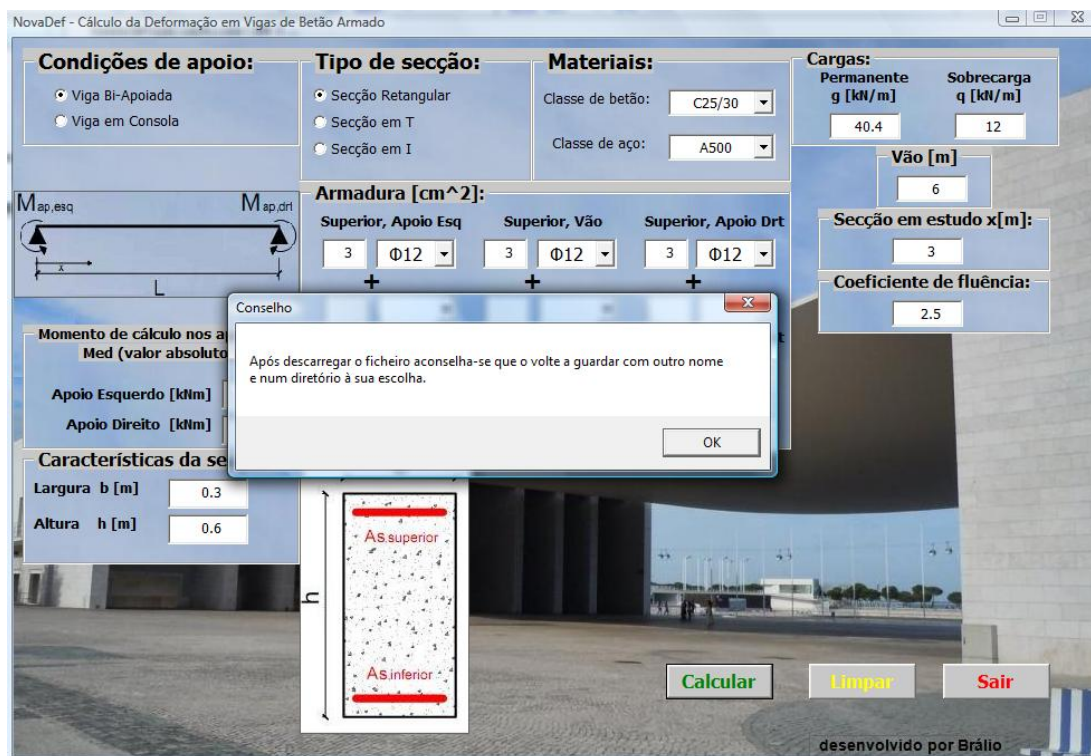 NovaDef - Cálculo da Deformação em Vigas de Betão Armado
Condições de apoio:
Viga Bi-Apoiada
Viga em Consola
Tipo de secção:
Secção Retangular
Secção em T
Secção em I
Materiais:
Classe de betão: C25/30
Classe de aço: A500
Cargas:
Permanente Sobrecarga
g [kN/m] q [kN/m]
40.4 12
Vão [m]
6
Secção em estudo x[m]:
3
Coeficiente de fluência:
2.5
Map,esq Map,drt
x
L
Armadura [cm^2]:
Superior, Apoio Esq Superior, Vão Superior, Apoio Drt
3 Φ12 3 Φ12 3 Φ12
+ + +
Conselho
Após descarregar o ficheiro aconselha-se que o volte a guardar com outro nome
e num diretório à sua escolha.
OK
Momento de cálculo nos
Med (valor absoluto
Apoio Esquerdo [kNm]
Apoio Direito [kNm]
Características da se
Largura b [m] 0.3
Altura h [m] 0.6
As.superior
h
As.inferior
Calcular Limpar Sair
desenvolvido por Brálio